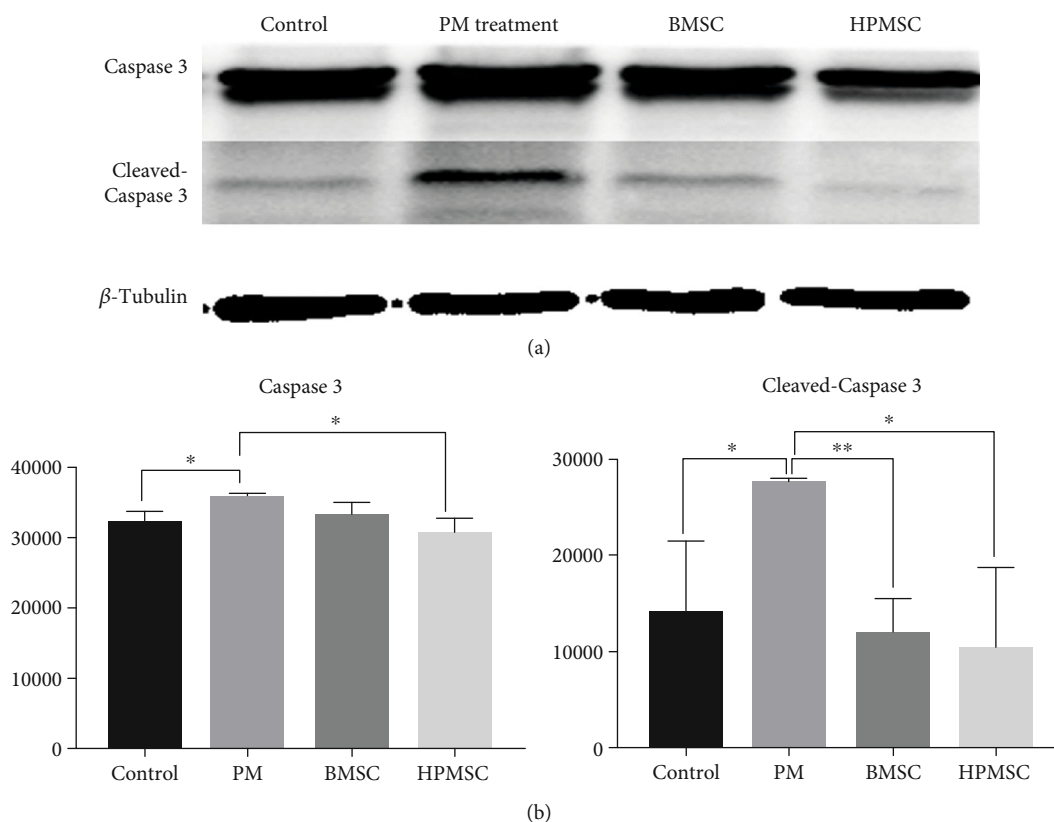 Control PM treatment BMSC HPMSC
Caspase 3
Cleaved-
Caspase 3
β-Tubulin
(a)
Caspase 3
*
*
40000
30000
20000
10000
0
Control PM BMSC HPMSC
Cleaved-Caspase 3
*
* **
30000
20000
10000
0
Control PM BMSC HPMSC
(b)